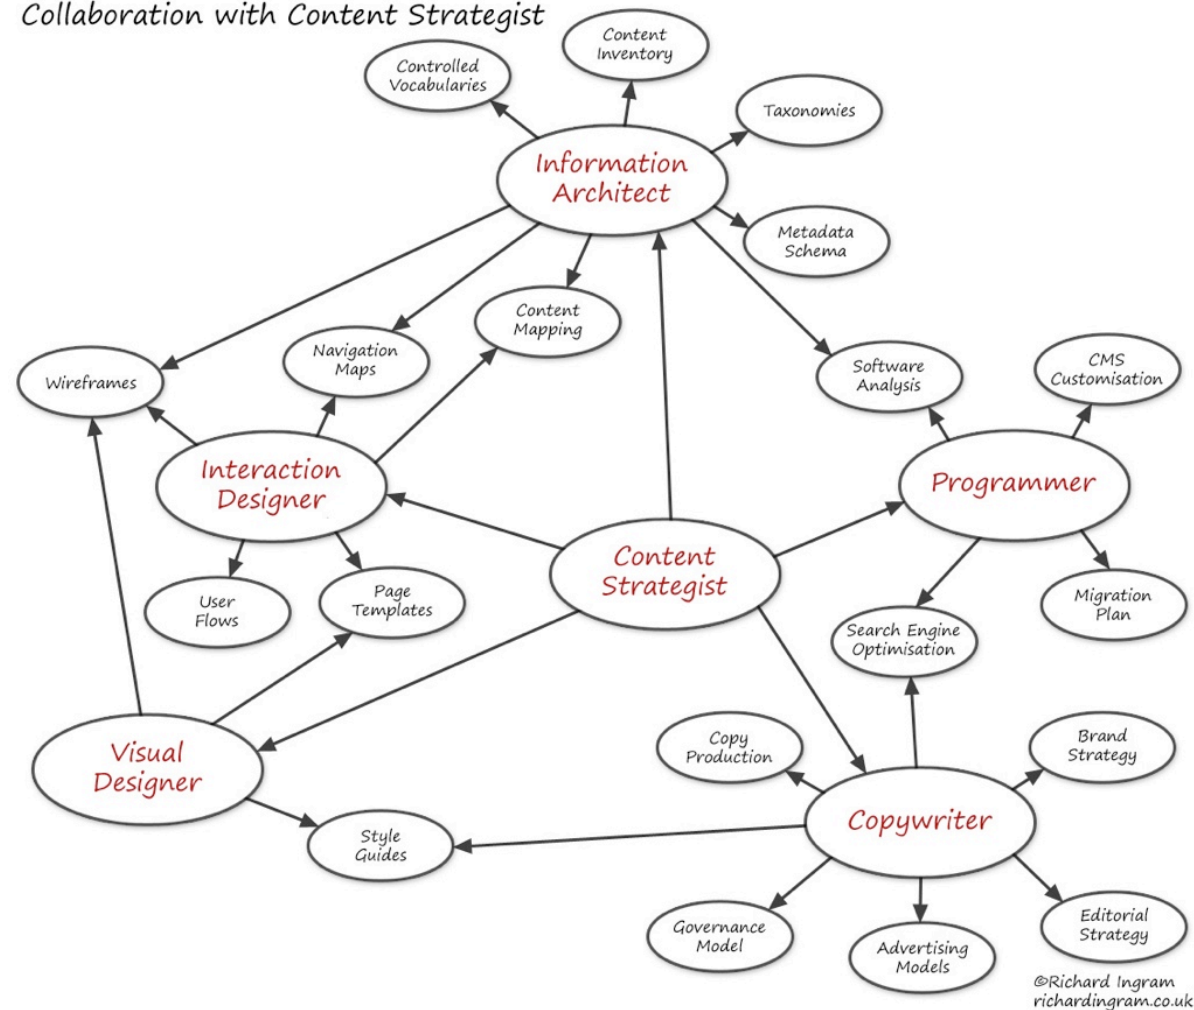 Collaboration with Content Strategist
Content
Inventory
Controlled
Vocabularies
Taxonomies
Information
Architect
Metadata
Schema
Content
Mapping
Navigation
Maps
Wireframes
Software
Analysis
CMS
Customisation
Interaction
Designer
Programmer
Content
Strategist
User
Flows
Page
Templates
Migration
Plan
Search Engine
Optimisation
Visual
Designer
Copy
Production
Brand
Strategy
Copywriter
Style
Guides
Governance
Model
Advertising
Models
Editorial
Strategy
©Richard Ingram
richardingram.co.uk